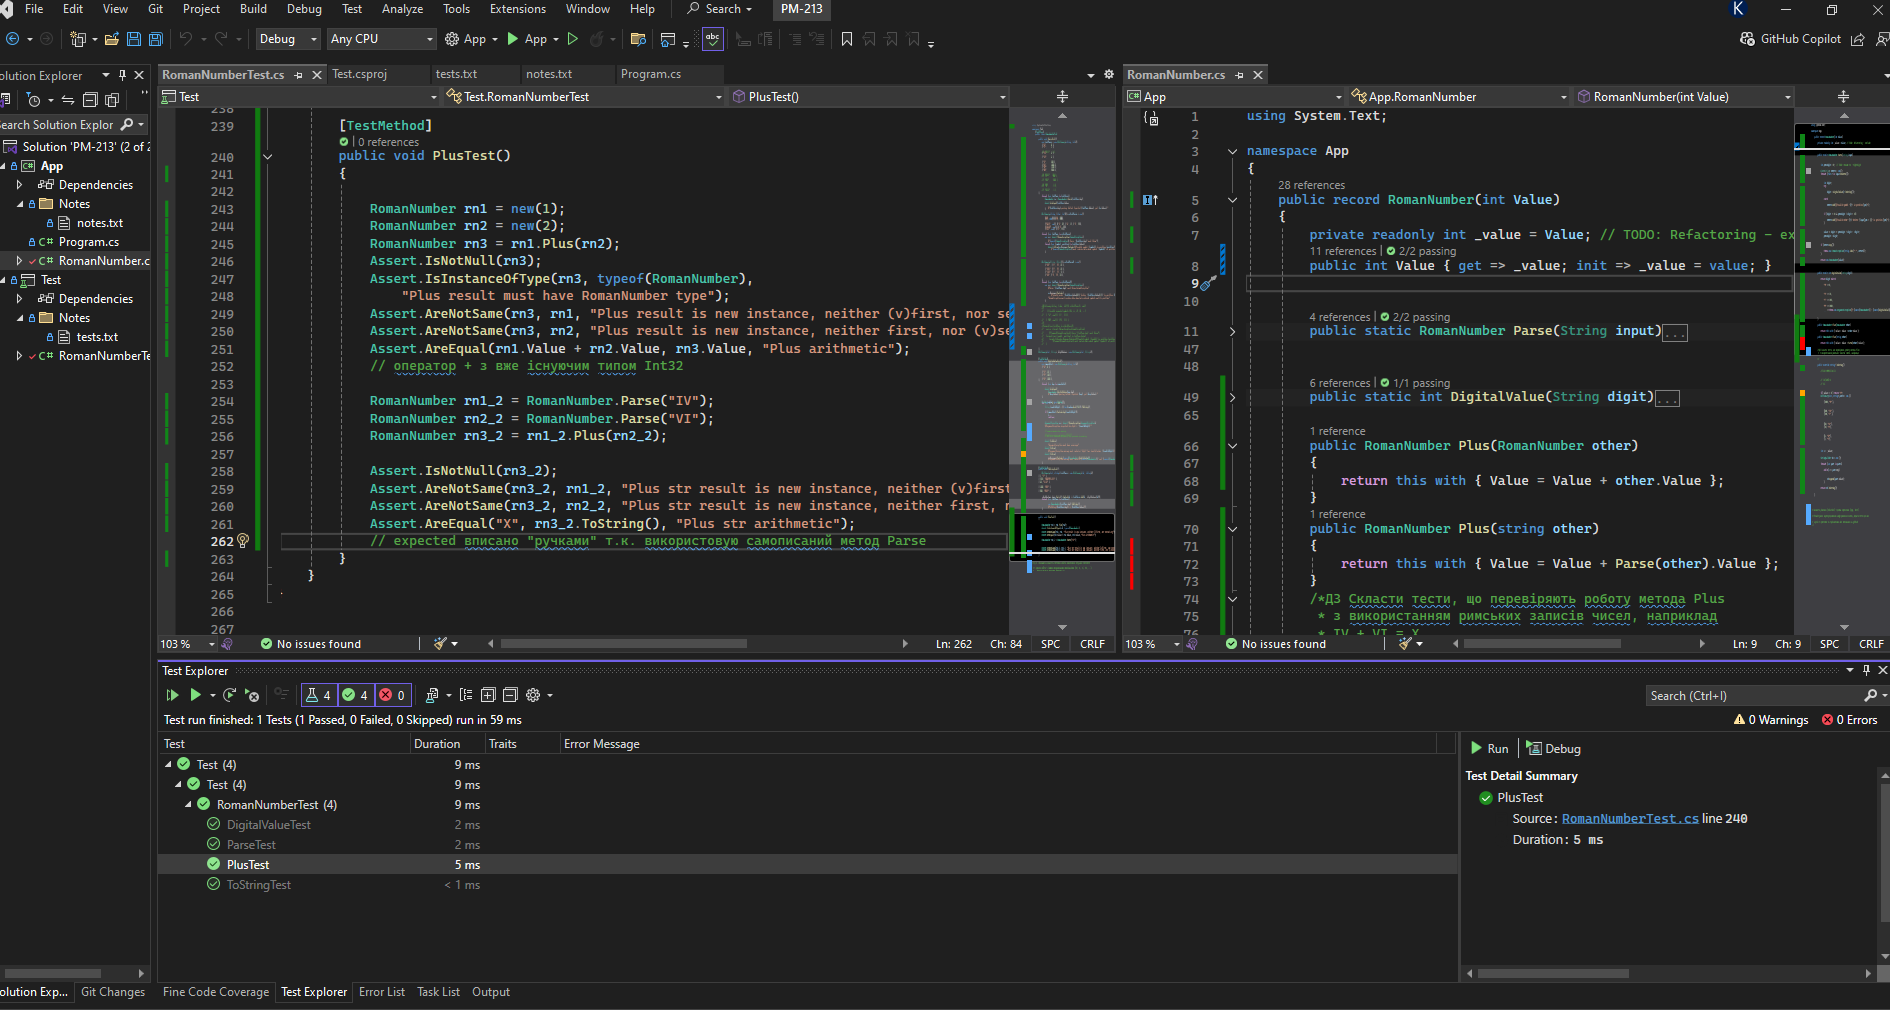 File Edit View Git Project Build Debug Test Analyze Tools Extensions Window Help Search PM-213 K
Debug Any CPU App App GitHub Copilot
olution Explorer
earch Solution Explor
Solution 'PM-213' (2 of 2
App
Dependencies
Notes
notes.txt
Program.cs
RomanNumber.c
Test
Dependencies
Notes
tests.txt
RomanNumberTe
RomanNumberTest.cs Test.csproj tests.txt notes.txt Program.cs
Test Test.RomanNumberTest PlusTest()
238
239 [TestMethod]
0 references
240 public void PlusTest()
241 {
242
243 RomanNumber rn1 = new(1);
244 RomanNumber rn2 = new(2);
245 RomanNumber rn3 = rn1.Plus(rn2);
246 Assert.IsNotNull(rn3);
247 Assert.IsInstanceOfType(rn3, typeof(RomanNumber),
248 "Plus result must have RomanNumber type");
249 Assert.AreNotSame(rn3, rn1, "Plus result is new instance, neither (v)first, nor se
250 Assert.AreNotSame(rn3, rn2, "Plus result is new instance, neither first, nor (v)se
251 Assert.AreEqual(rn1.Value + rn2.Value, rn3.Value, "Plus arithmetic");
252 // оператор + з вже існуючим типом Int32
253
254 RomanNumber rn1_2 = RomanNumber.Parse("IV");
255 RomanNumber rn2_2 = RomanNumber.Parse("VI");
256 RomanNumber rn3_2 = rn1_2.Plus(rn2_2);
257
258 Assert.IsNotNull(rn3_2);
259 Assert.AreNotSame(rn3_2, rn1_2, "Plus str result is new instance, neither (v)first
260 Assert.AreNotSame(rn3_2, rn2_2, "Plus str result is new instance, neither first, n
261 Assert.AreEqual("X", rn3_2.ToString(), "Plus str arithmetic");
262 // expected вписано "ручками" т.к. використовую самописаний метод Parse
263 }
264 }
265
266
267
103 % No issues found Ln: 262 Ch: 84 SPC CRLF
RomanNumber.cs
App App.RomanNumber RomanNumber(int Value)
1 using System.Text;
2
3 namespace App
4 {
28 references
5 public record RomanNumber(int Value)
6 {
7 private readonly int _value = Value; // TODO: Refactoring - ex
11 references | 2/2 passing
8 public int Value { get => _value; init => _value = value; }
9
10
4 references | 2/2 passing
11 public static RomanNumber Parse(String input)...
47
48
6 references | 1/1 passing
49 public static int DigitalValue(String digit)...
65
1 reference
66 public RomanNumber Plus(RomanNumber other)
67 {
68 return this with { Value = Value + other.Value };
69 }
1 reference
70 public RomanNumber Plus(string other)
71 {
72 return this with { Value = Value + Parse(other).Value };
73 }
74 /*ДЗ Скласти тести, що перевіряють роботу метода Plus
75 * з використанням римських записів чисел, наприклад
76 * IV + VI = X
103 % No issues found Ln: 9 Ch: 9 SPC CRLF
Test Explorer
4 4 0
Search (Ctrl+I)
Test run finished: 1 Tests (1 Passed, 0 Failed, 0 Skipped) run in 59 ms
0 Warnings 0 Errors
Test Duration Traits Error Message
Test (4) 9 ms
Test (4) 9 ms
RomanNumberTest (4) 9 ms
DigitalValueTest 2 ms
ParseTest 2 ms
PlusTest 5 ms
ToStringTest < 1 ms
Run Debug
Test Detail Summary
PlusTest
Source: RomanNumberTest.cs line 240
Duration: 5 ms
olution Exp... Git Changes Fine Code Coverage Test Explorer Error List Task List Output